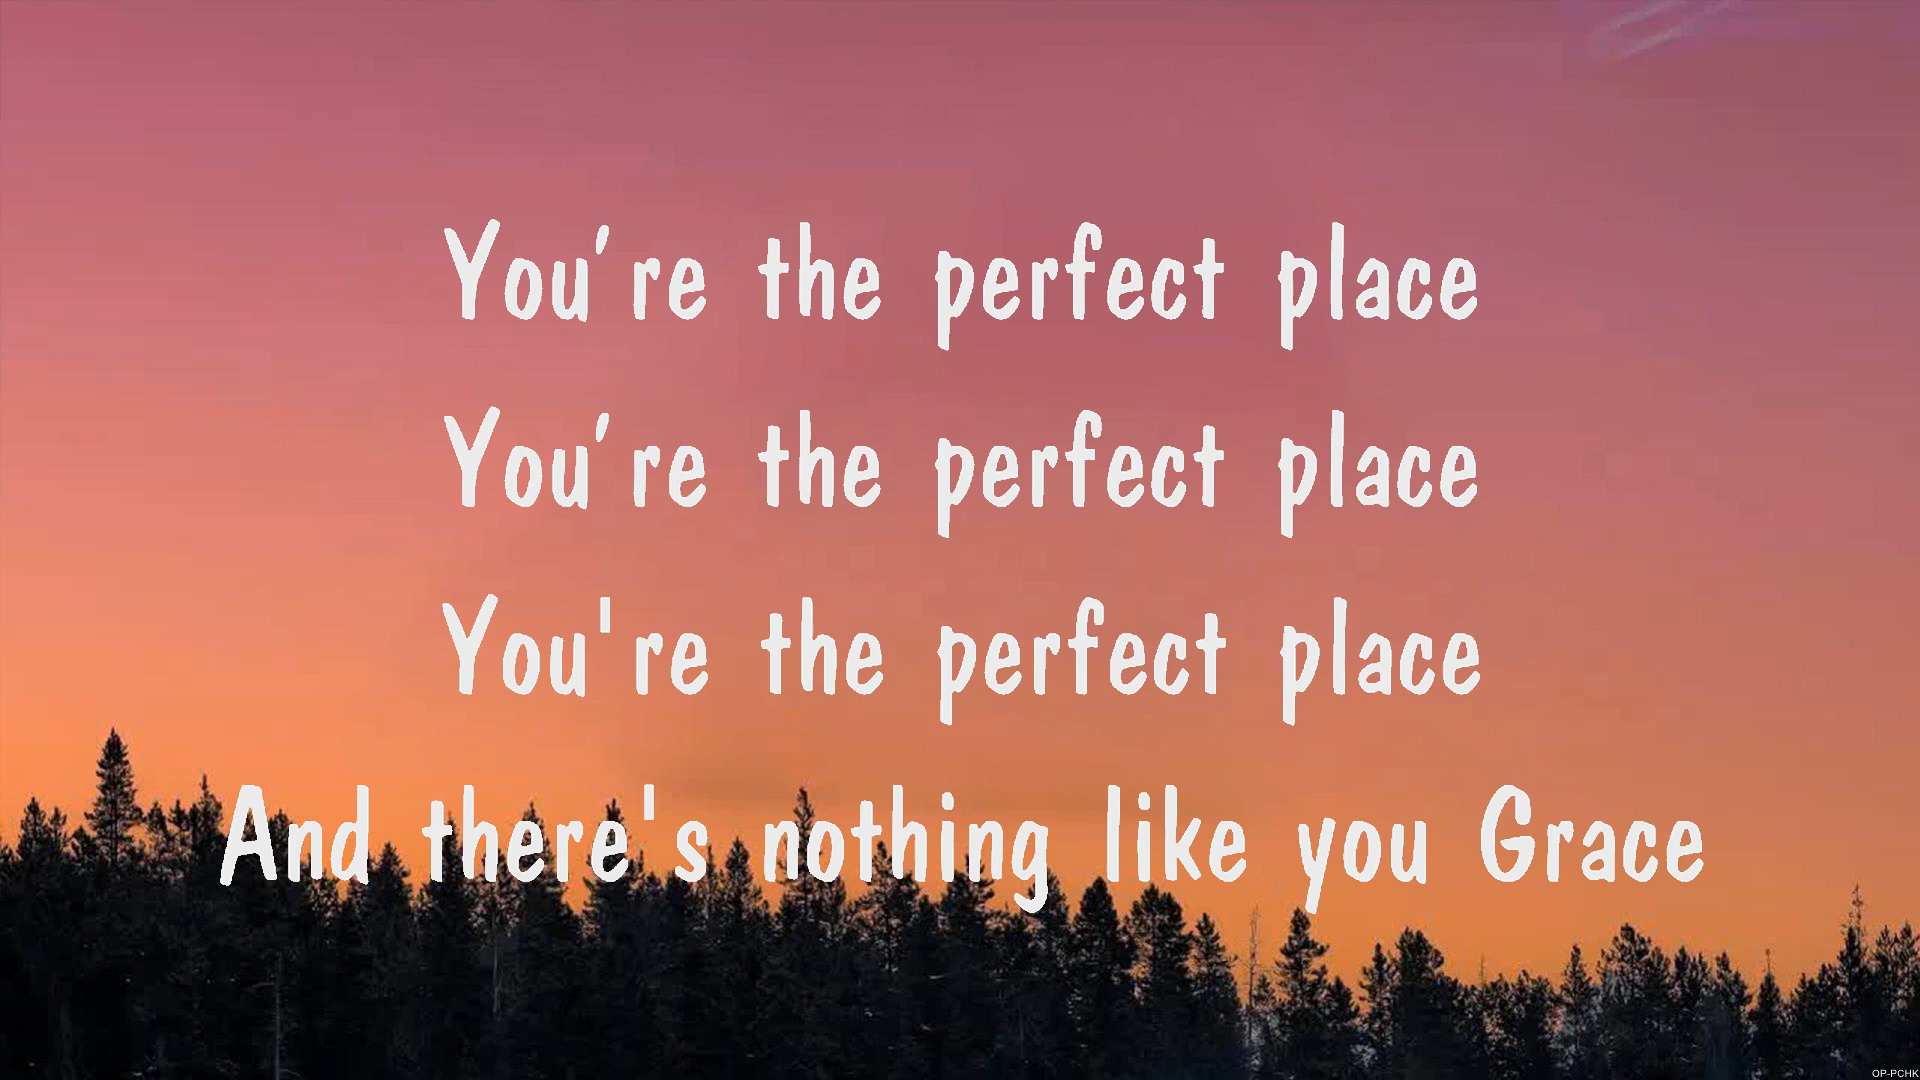 You’re the perfect place
You’re the perfect place
You're the perfect place
And there's nothing like you Grace
OP-PCHK